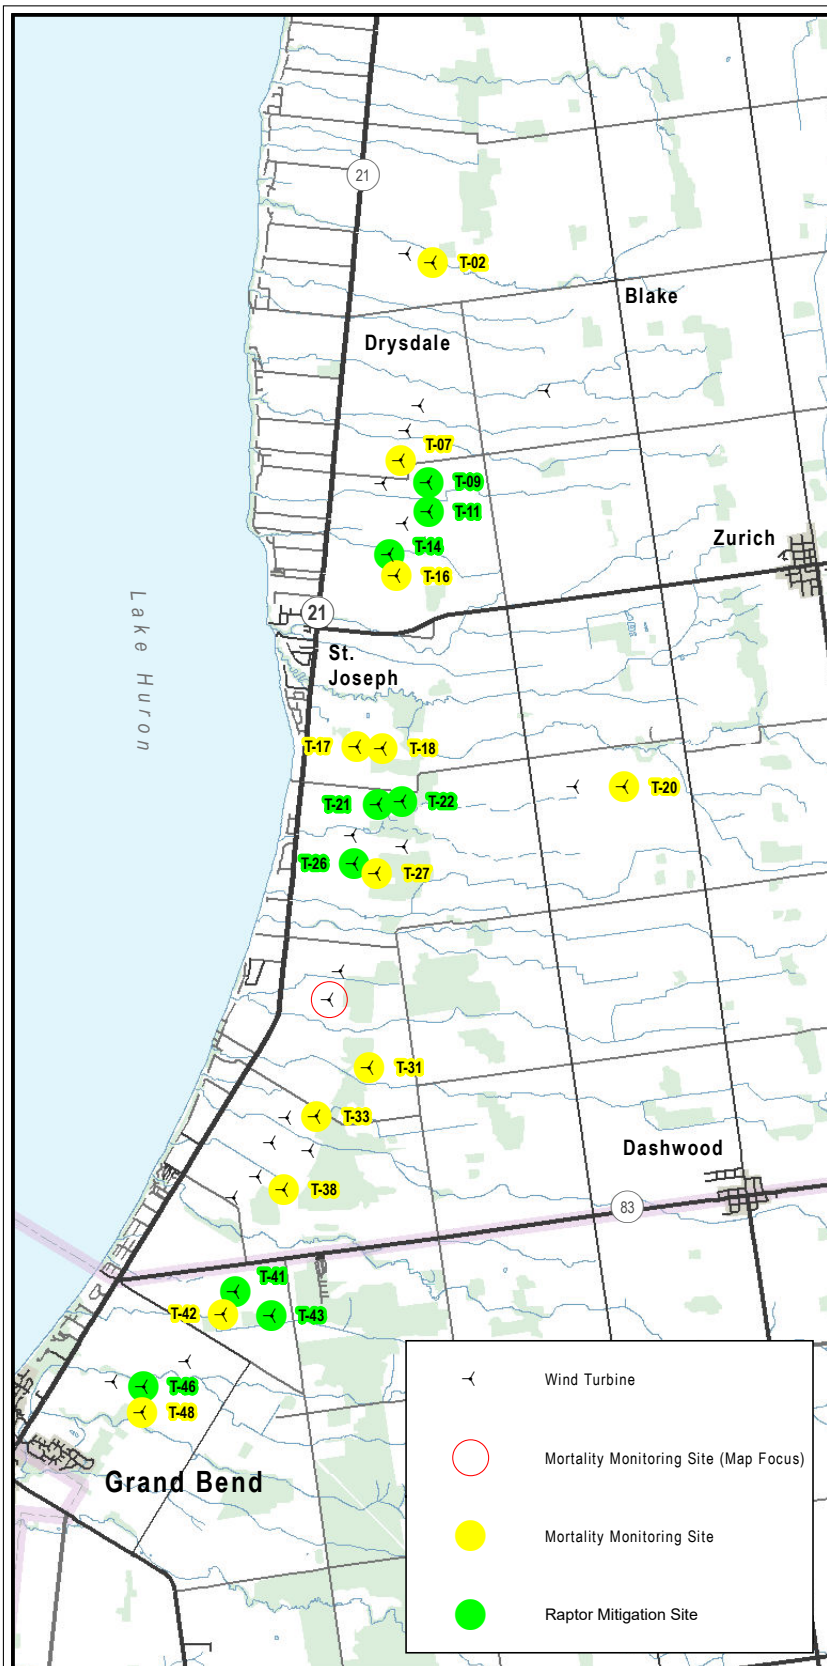 21
T-02
Blake
Drysdale
T-07
T-09
T-11
Zurich
T-14
T-16
Lake Huron
21
St.
Joseph
T-17
T-18
T-20
T-21
T-22
T-26
T-27
T-31
T-33
Dashwood
T-38
83
T-41
T-42
T-43
Wind Turbine
T-46
T-48
Mortality Monitoring Site (Map Focus)
Grand Bend
Mortality Monitoring Site
Raptor Mitigation Site